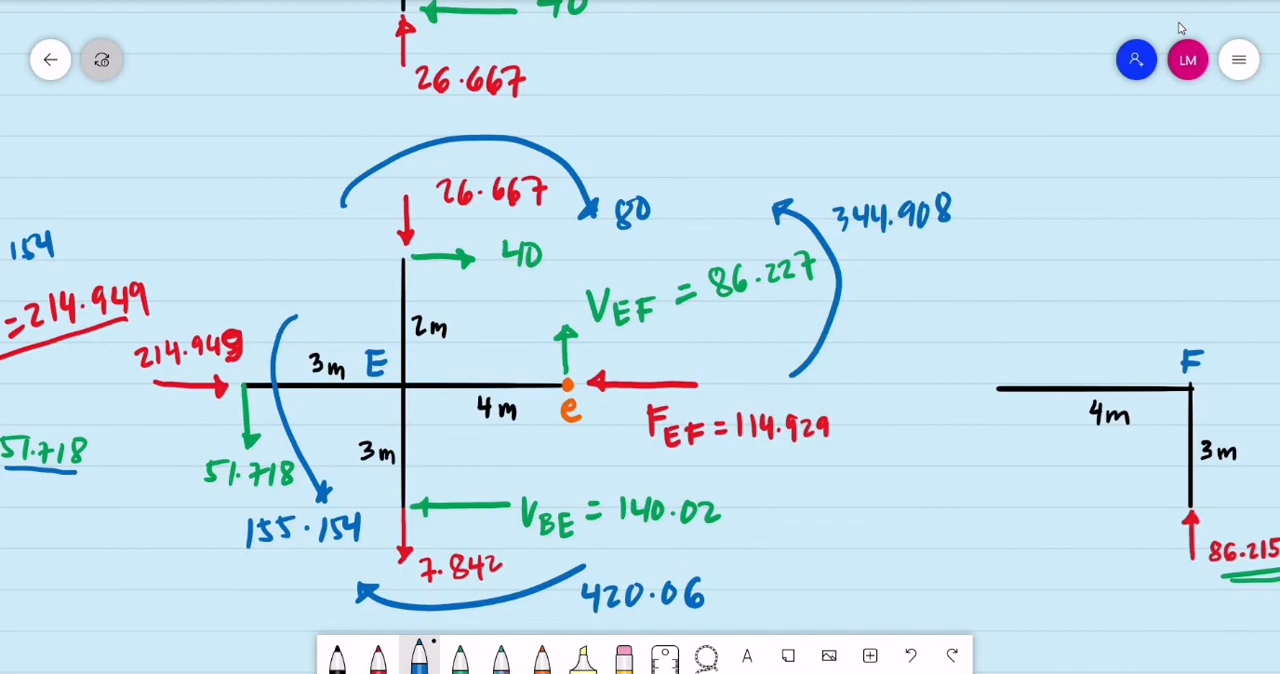 40
LM
26.667
26.667
80
344.908
154
40
VEF = 86.227
= 214.949
2m
214.949
3m
E
F
4m
e
4m
FEF = 114.929
51.718
3m
3m
51.718
VBE = 140.02
155.154
86.215
7.842
420.06
A